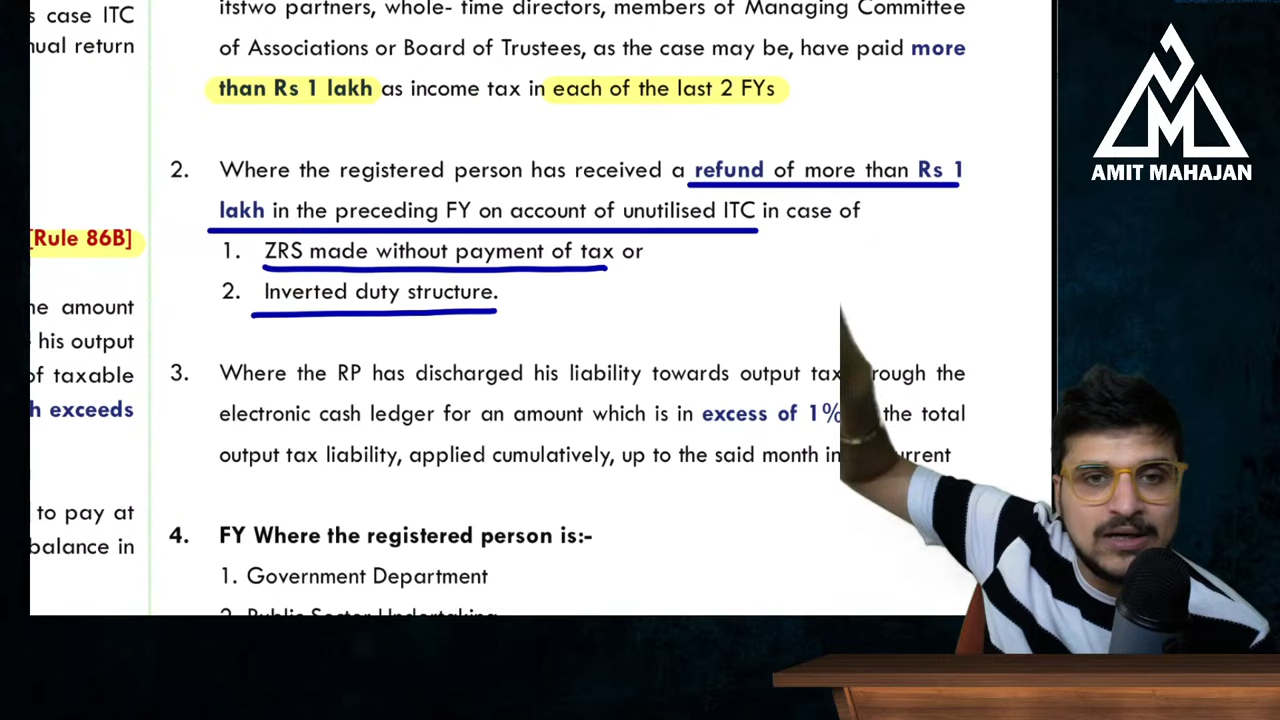 s case ITC
nual return
[Rule 86B]
he amount
his output
of taxable
h exceeds
to pay at
balance in
itstwo partners, whole- time directors, members of Managing Committee
of Associations or Board of Trustees, as the case may be, have paid more
than Rs 1 lakh as income tax in each of the last 2 FYs
2. Where the registered person has received a refund of more than Rs 1
lakh in the preceding FY on account of unutilised ITC in case of
1. ZRS made without payment of tax or
2. Inverted duty structure.
3. Where the RP has discharged his liability towards output tax rough the
electronic cash ledger for an amount which is in excess of 1% the total
output tax liability, applied cumulatively, up to the said month in urrent
4. FY Where the registered person is:-
1. Government Department
2. Public Sector Undertaking
AMIT MAHAJAN